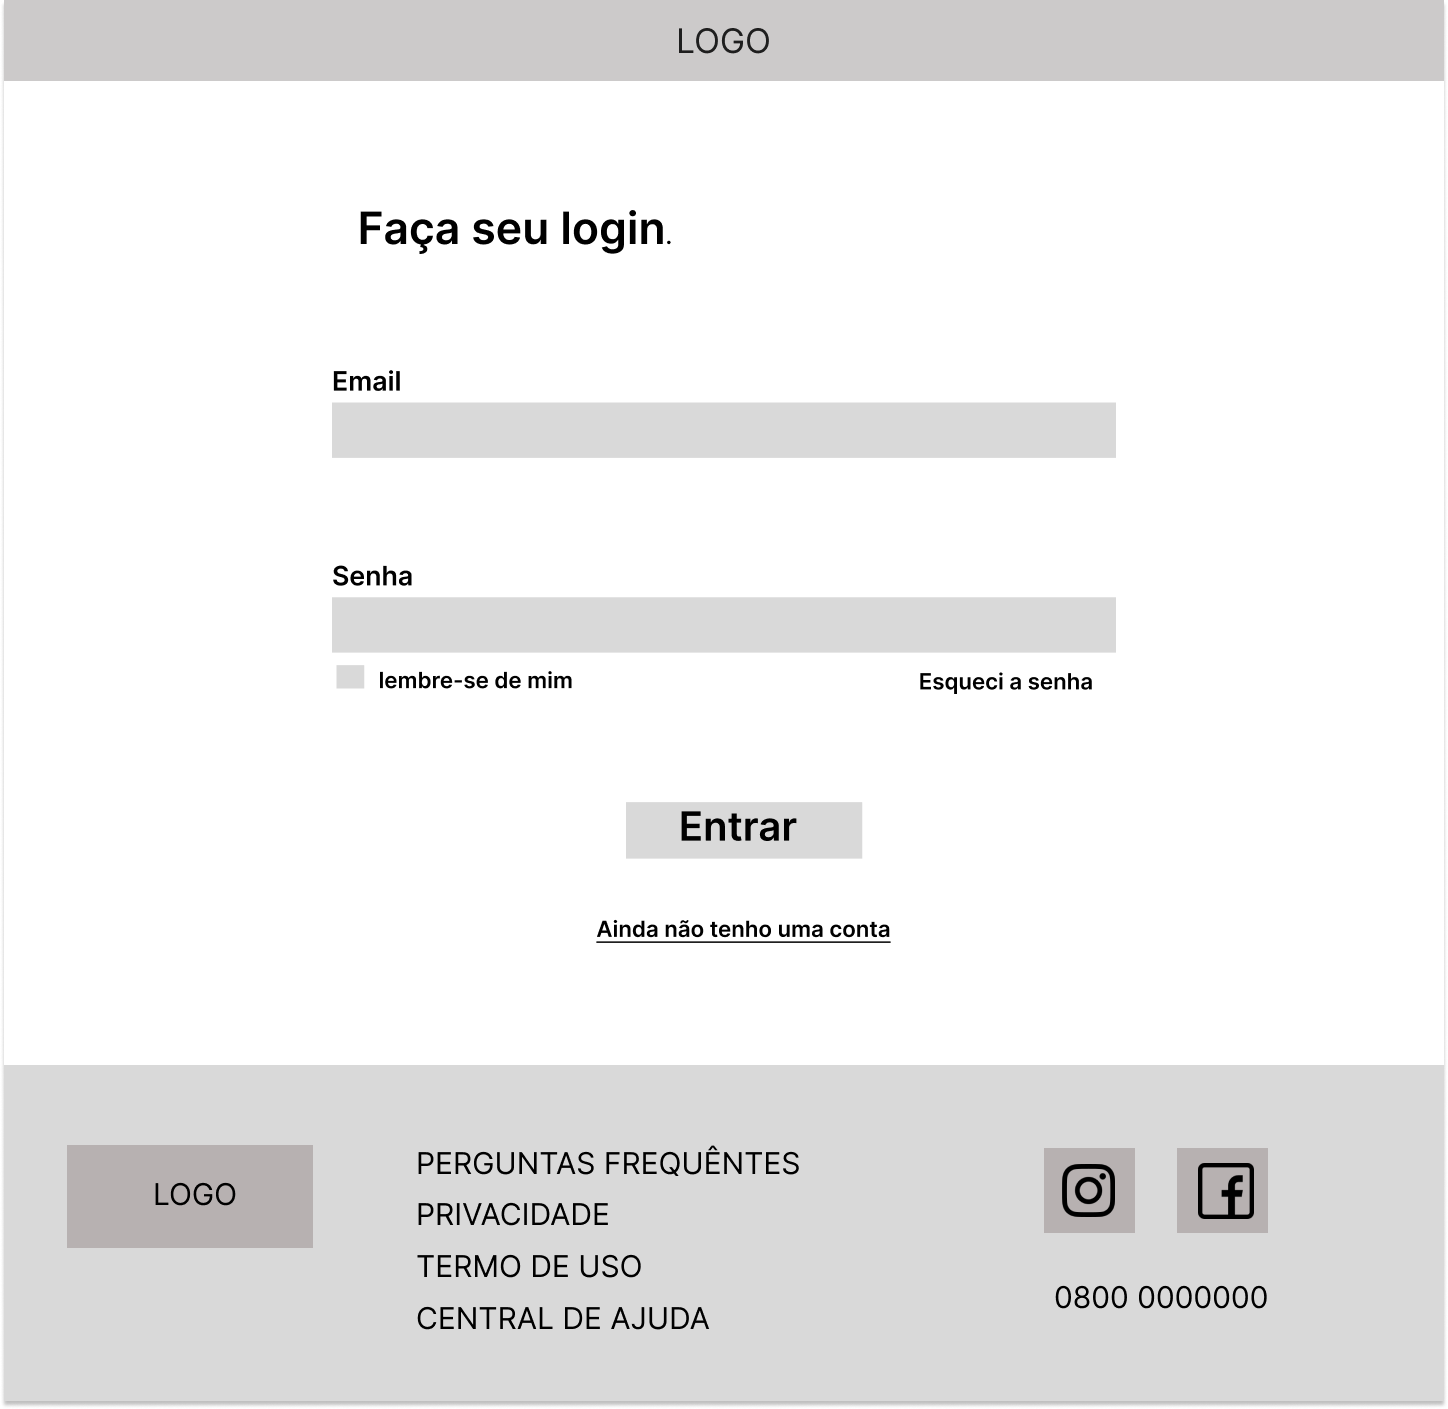 LOGO
Faça seu login.
Email
Senha
lembre-se de mim
Esqueci a senha
Entrar
Ainda não tenho uma conta
LOGO
PERGUNTAS FREQUÊNTES
PRIVACIDADE
TERMO DE USO
CENTRAL DE AJUDA
0800 0000000